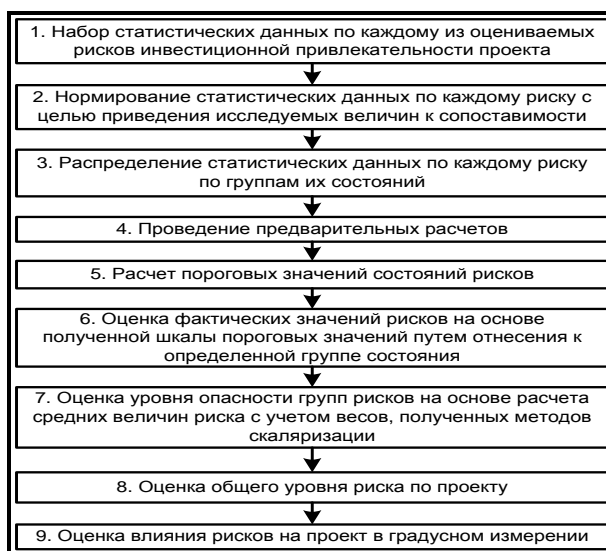 1. Набор статистических данных по каждому из оцениваемых
рисков инвестиционной привлекательности проекта
2. Нормирование статистических данных по каждому риску с
целью приведения исследуемых величин к сопоставимости
3. Распределение статистических данных по каждому риску
по группам их состояний
4. Проведение предварительных расчетов
5. Расчет пороговых значений состояний рисков
6. Оценка фактических значений рисков на основе
полученной шкалы пороговых значений путем отнесения к
определенной группе состояния
7. Оценка уровня опасности групп рисков на основе расчета
средних величин риска с учетом весов, полученных методов
скаляризации
8. Оценка общего уровня риска по проекту
9. Оценка влияния рисков на проект в градусном измерении